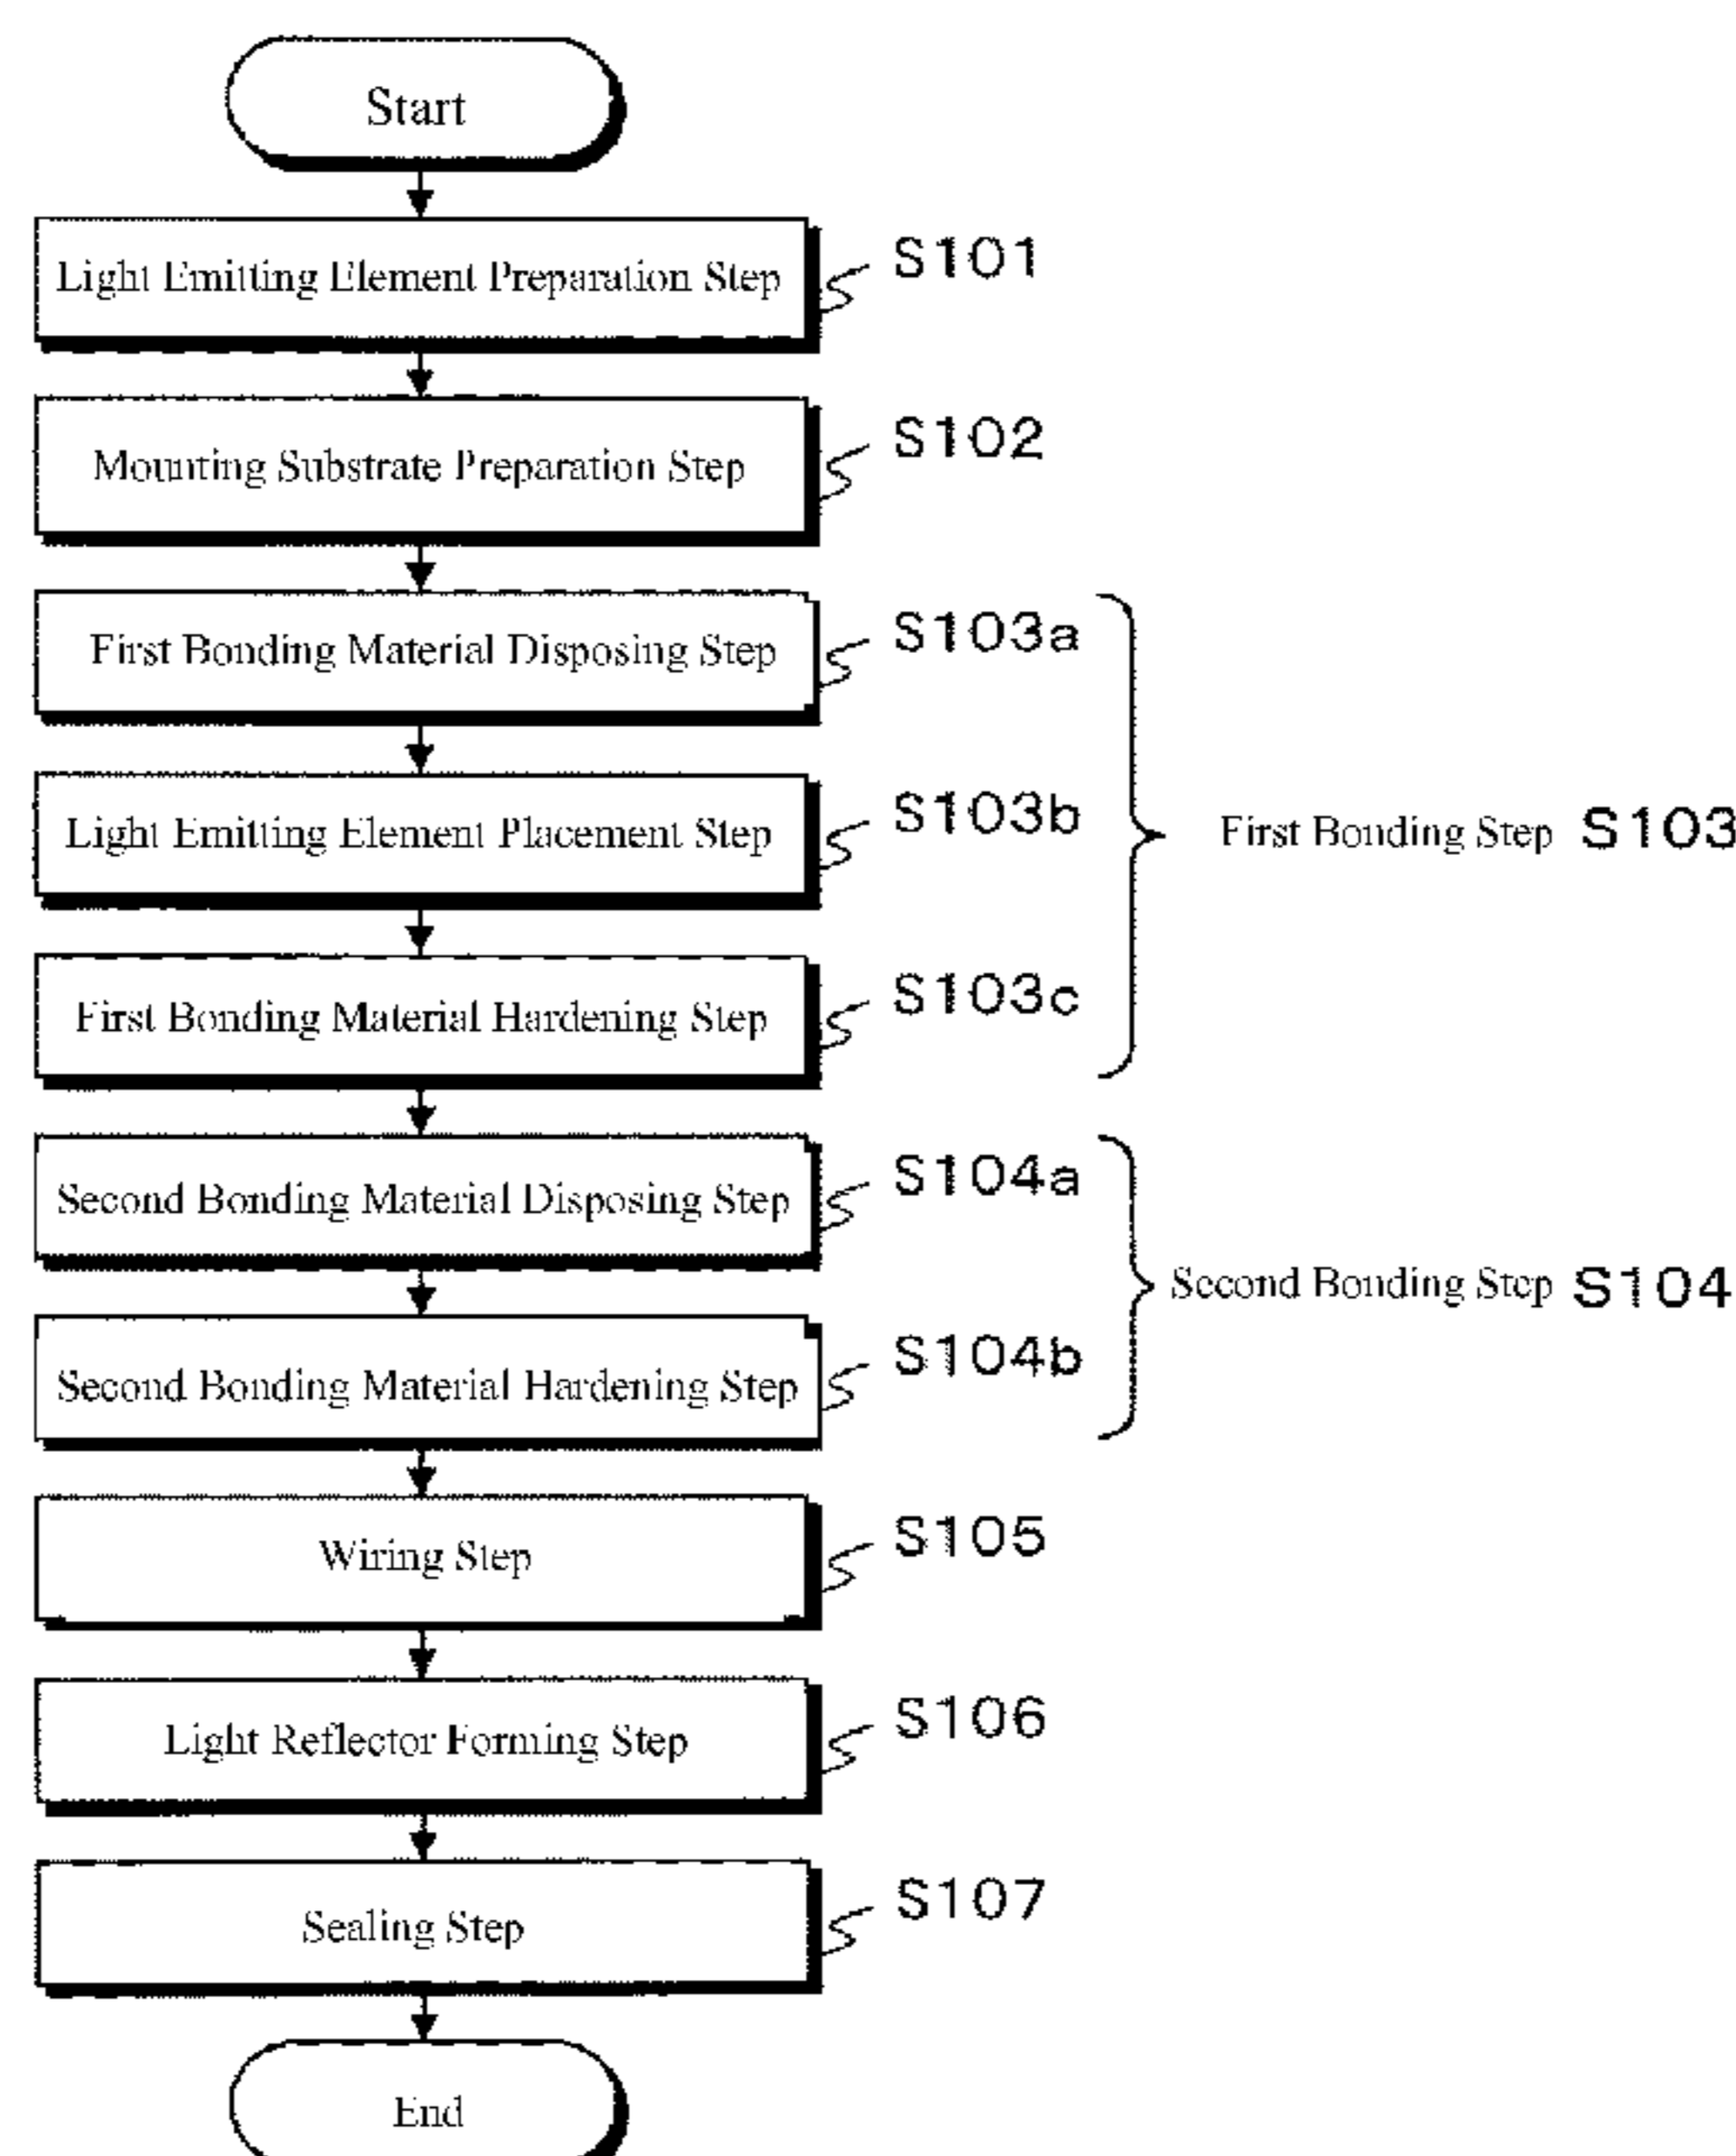 Start
Light Emitting Element Preparation Step S101
Mounting Substrate Preparation Step S102
First Bonding Material Disposing Step S103a
Light Emitting Element Placement Step S103b
First Bonding Step S103
First Bonding Material Hardening Step S103c
Second Bonding Material Disposing Step S104a
Second Bonding Step S104
Second Bonding Material Hardening Step S104b
Wiring Step S105
Light Reflector Forming Step S106
Sealing Step S107
End